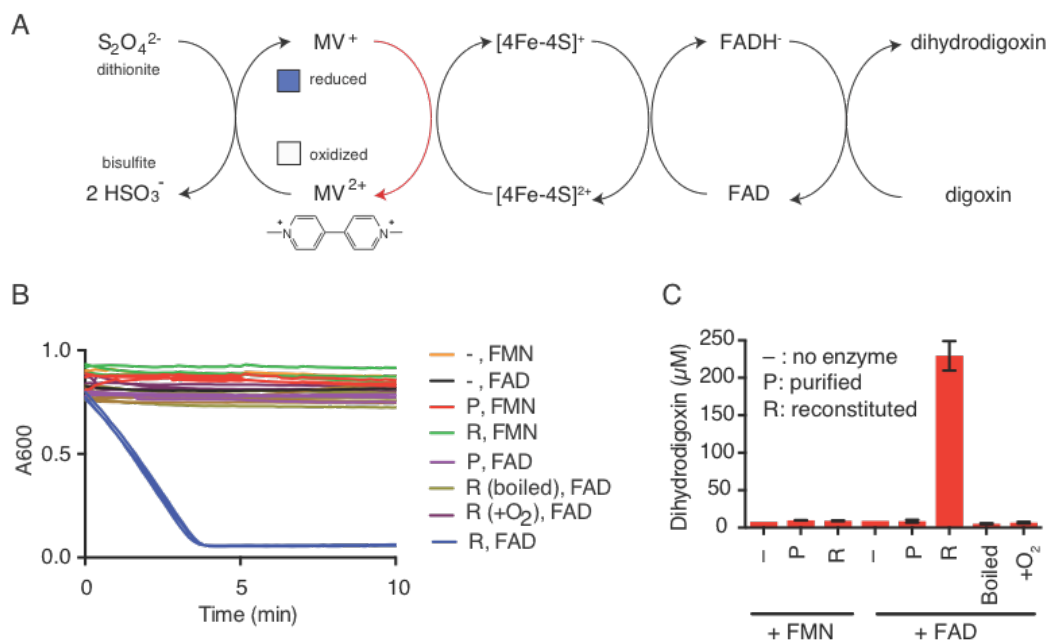 A
S₂O₄²⁻ MV⁺ [4Fe-4S]⁺ FADH⁻ dihydrodigoxin
dithionite
reduced
oxidized
bisulfite
2 HSO₃⁻ MV²⁺ [4Fe-4S]²⁺ FAD digoxin
+ +
N N
B
A600
1.0
0.5
0.0
0 5 10
Time (min)
- , FMN
- , FAD
P, FMN
R, FMN
P, FAD
R (boiled), FAD
R (+O₂), FAD
R, FAD
C
Dihydrodigoxin (µM)
250
200
150
100
50
0
– : no enzyme
P: purified
R: reconstituted
– P R – P R Boiled +O₂
+ FMN + FAD